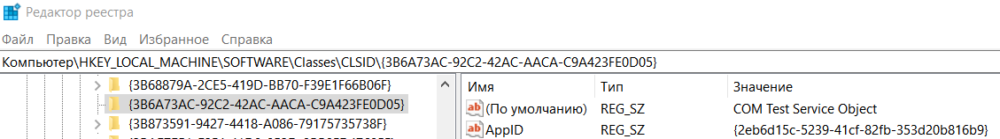 Редактор реестра
Файл Правка Вид Избранное Справка
Компьютер\HKEY_LOCAL_MACHINE\SOFTWARE\Classes\CLSID\{3B6A73AC-92C2-42AC-AACA-C9A423FE0D05}
{3B68879A-2CE5-419D-BB70-F39E1F66B06F}
{3B6A73AC-92C2-42AC-AACA-C9A423FE0D05}
{3B873591-9427-4418-A086-79175735738F}
Имя Тип Значение
(По умолчанию) REG_SZ COM Test Service Object
AppID REG_SZ {2eb6d15c-5239-41cf-82fb-353d20b816b9}